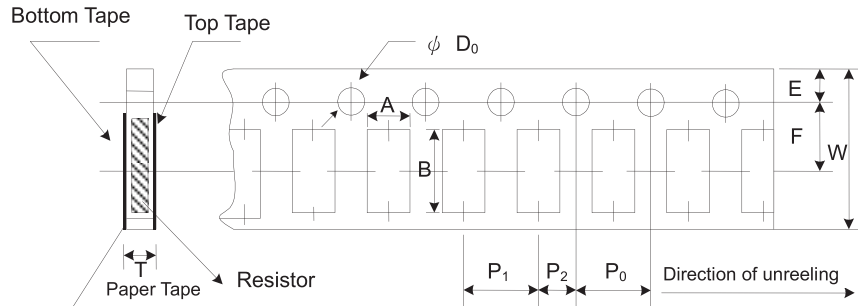 Bottom Tape
Top Tape
ψ D₀
A
B
E
F
W
T
Paper Tape
Resistor
P₁
P₂
P₀
Direction of unreeling